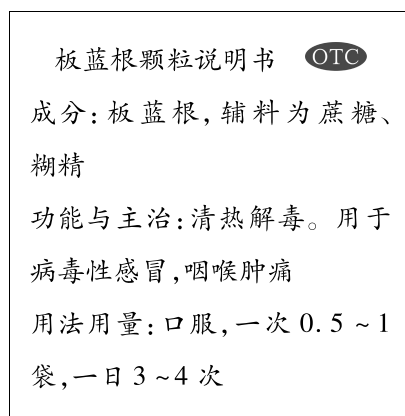 板蓝根颗粒说明书 OTC
成分:板蓝根,辅料为蔗糖、
糊精
功能与主治:清热解毒。用于
病毒性感冒,咽喉肿痛
用法用量:口服,一次 0.5~1
袋,一日 3~4 次